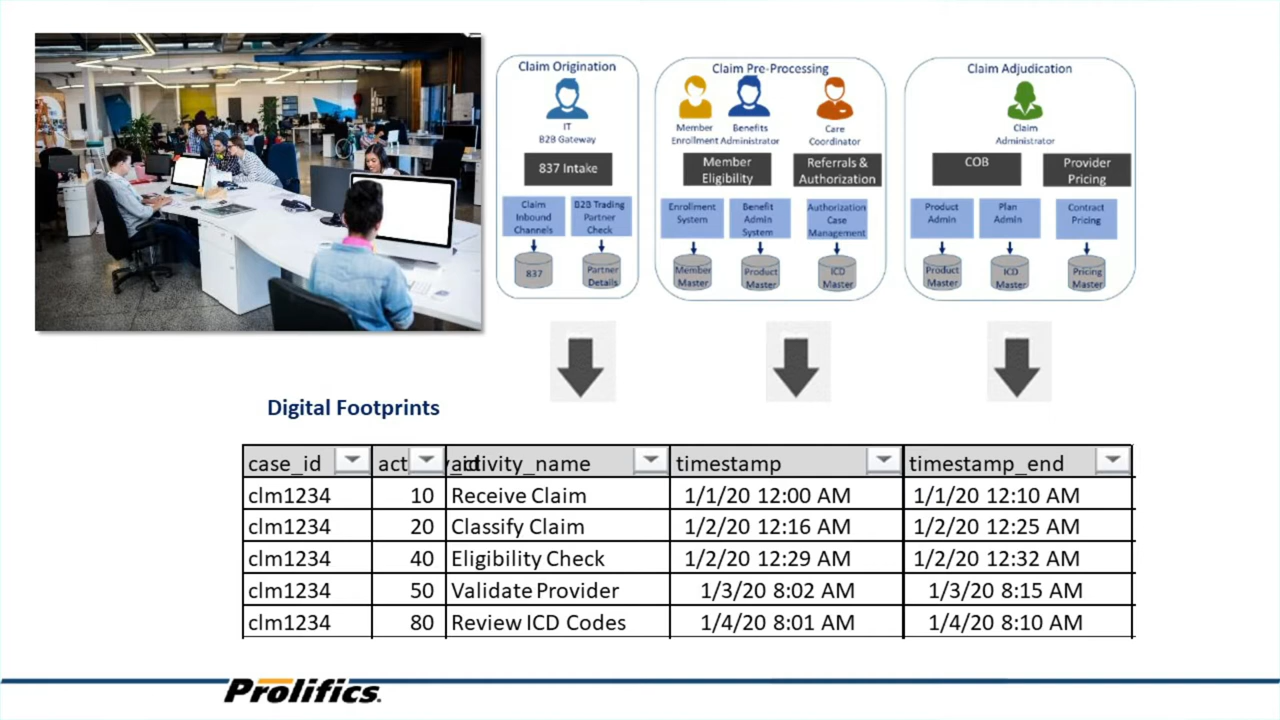 Claim Origination
IT
B2B Gateway
837 Intake
Claim
Inbound
Channels
B2B Trading
Partner
Check
837
Partner
Details
Claim Pre-Processing
Member
Enrollment
Benefits
Administrator
Care
Coordinator
Member
Eligibility
Referrals &
Authorization
Enrollment
System
Benefit
Admin
System
Authorization
Case
Management
Member
Master
Product
Master
ICD
Master
Claim Adjudication
Claim
Administrator
COB
Provider
Pricing
Product
Admin
Plan
Admin
Contract
Pricing
Product
Master
ICD
Master
Pricing
Master
Digital Footprints
case_id act activity_name timestamp timestamp_end
clm1234 10 Receive Claim 1/1/20 12:00 AM 1/1/20 12:10 AM
clm1234 20 Classify Claim 1/2/20 12:16 AM 1/2/20 12:25 AM
clm1234 40 Eligibility Check 1/2/20 12:29 AM 1/2/20 12:32 AM
clm1234 50 Validate Provider 1/3/20 8:02 AM 1/3/20 8:15 AM
clm1234 80 Review ICD Codes 1/4/20 8:01 AM 1/4/20 8:10 AM
Prolifics.